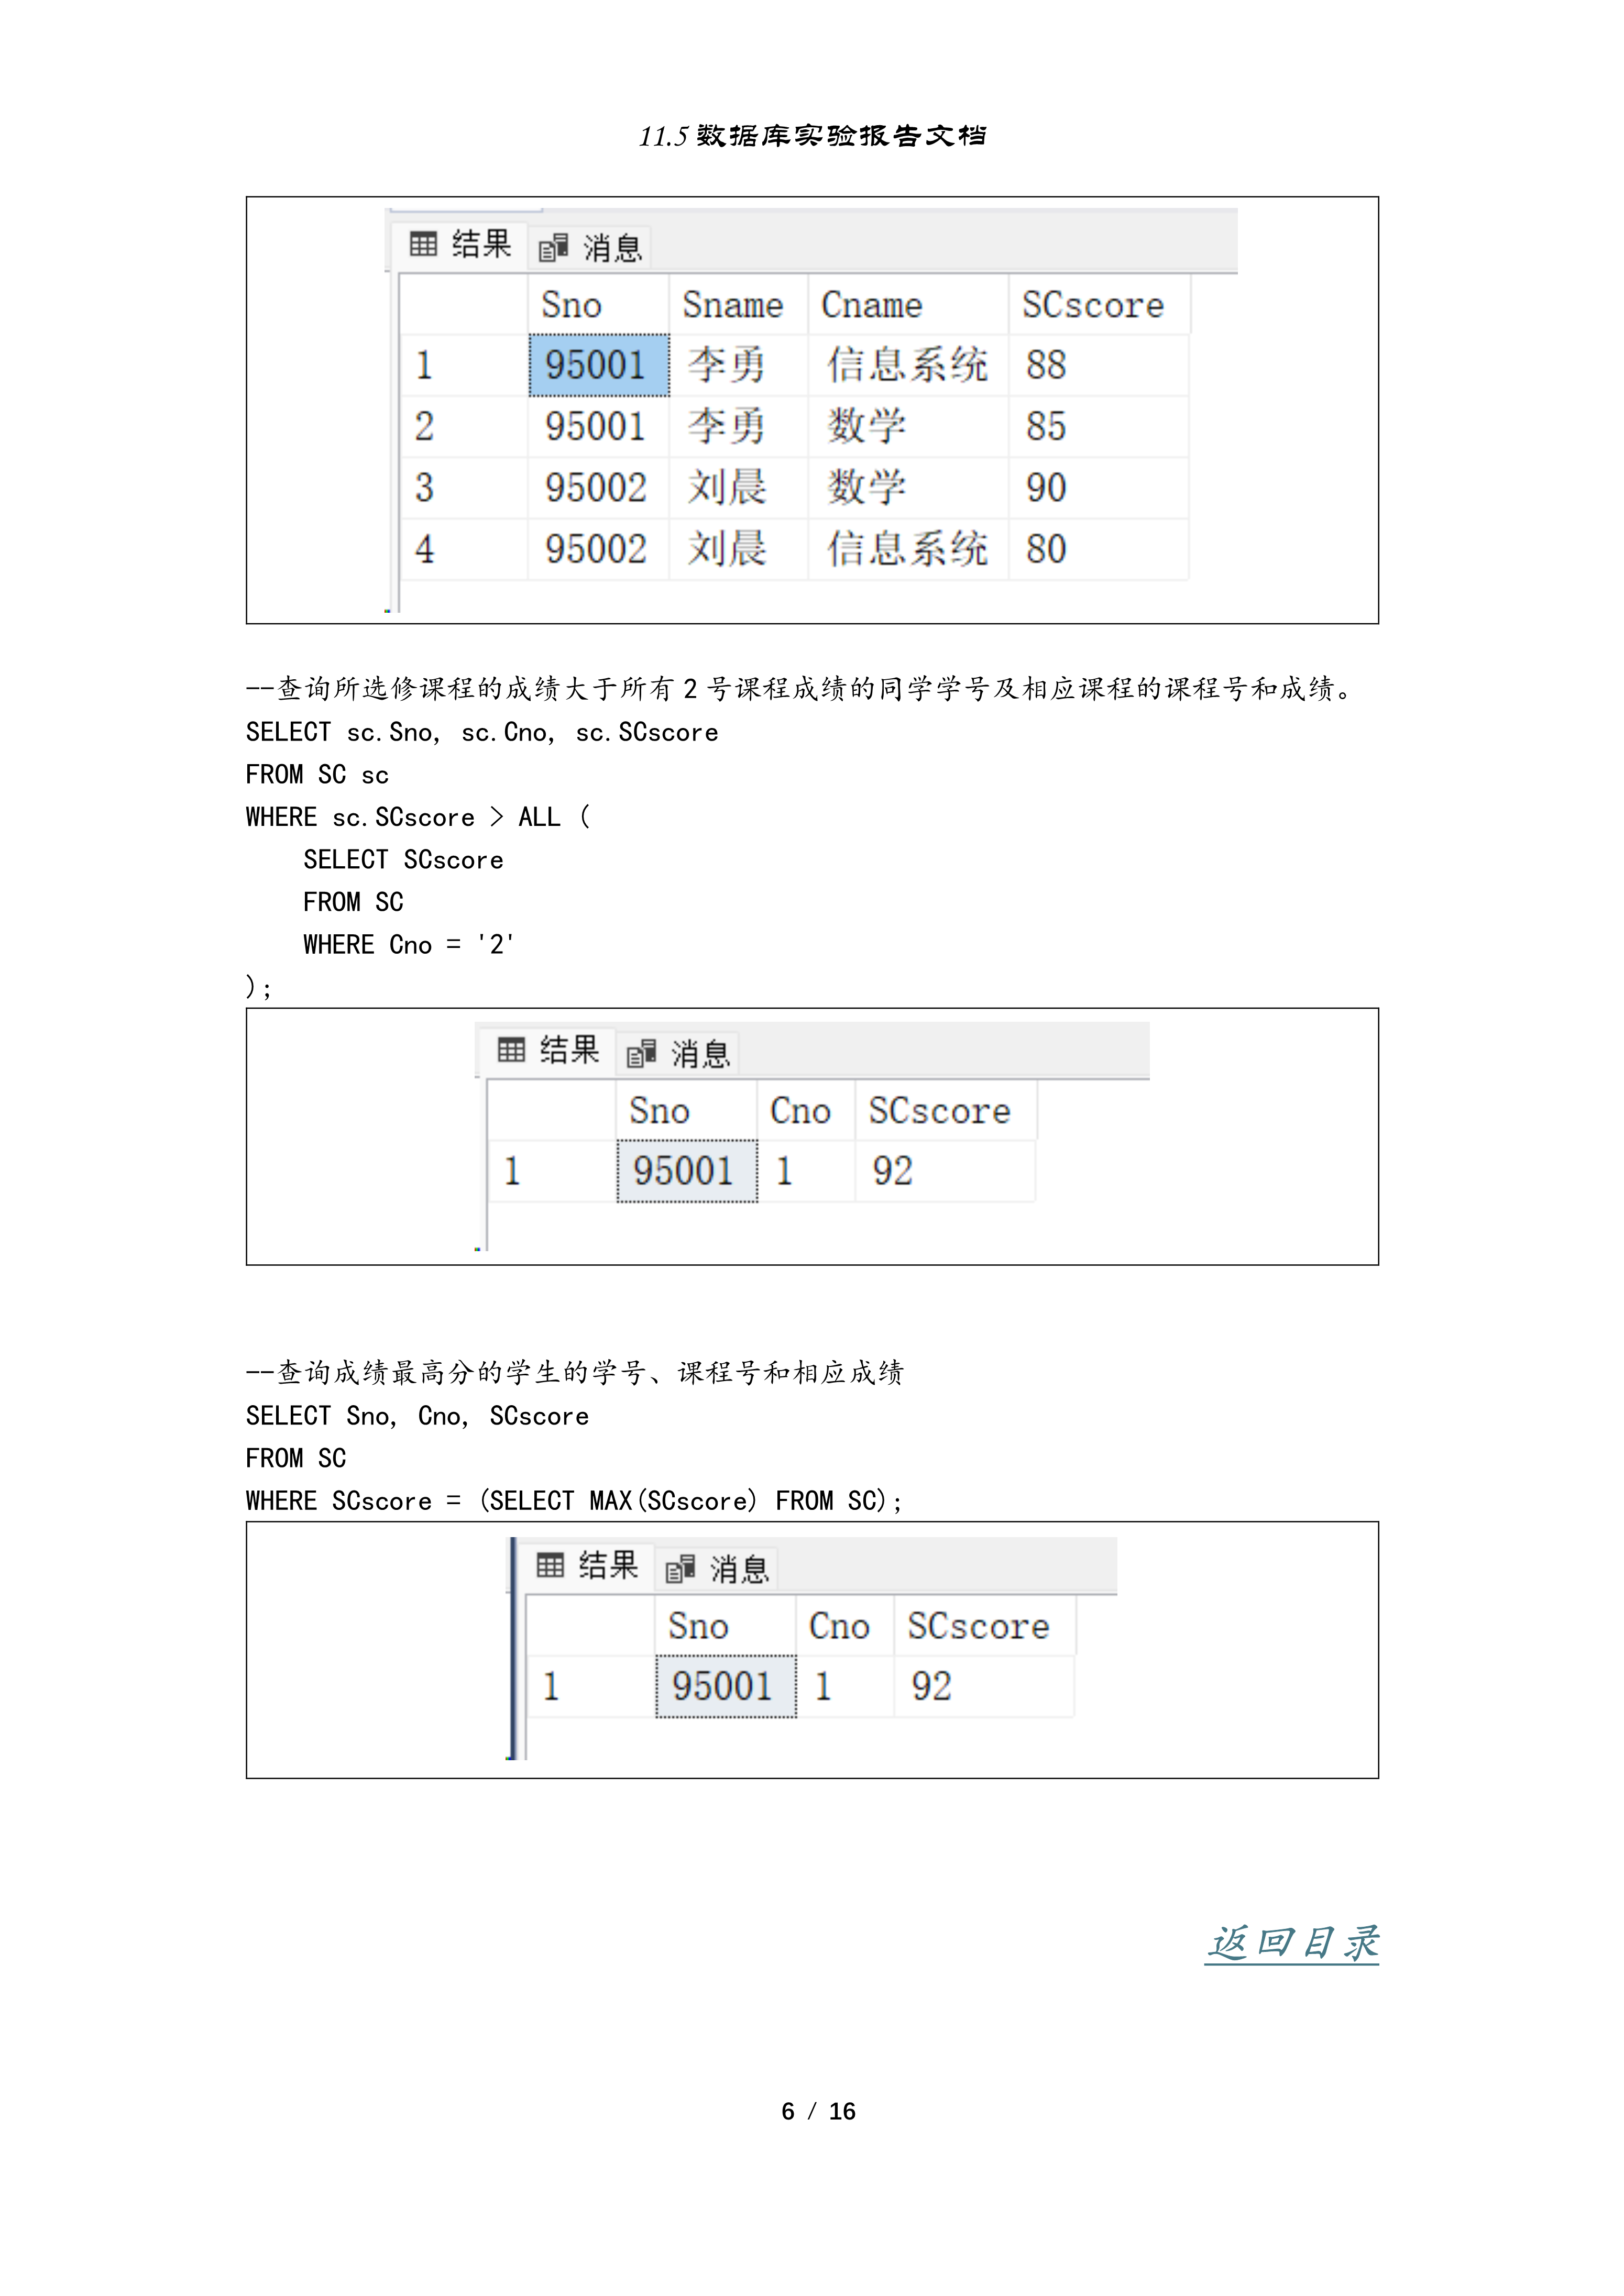 11.5数据库实验报告文档
结果 消息
Sno Sname Cname SCscore
1 95001 李勇 信息系统 88
2 95001 李勇 数学 85
3 95002 刘晨 数学 90
4 95002 刘晨 信息系统 80
--查询所选修课程的成绩大于所有 2 号课程成绩的同学学号及相应课程的课程号和成绩。
SELECT sc.Sno, sc.Cno, sc.SCscore
FROM SC sc
WHERE sc.SCscore > ALL (
    SELECT SCscore
    FROM SC
    WHERE Cno = '2'
);
结果 消息
Sno Cno SCscore
1 95001 1 92
--查询成绩最高分的学生的学号、课程号和相应成绩
SELECT Sno, Cno, SCscore
FROM SC
WHERE SCscore = (SELECT MAX(SCscore) FROM SC);
结果 消息
Sno Cno SCscore
1 95001 1 92
返回目录
6 / 16